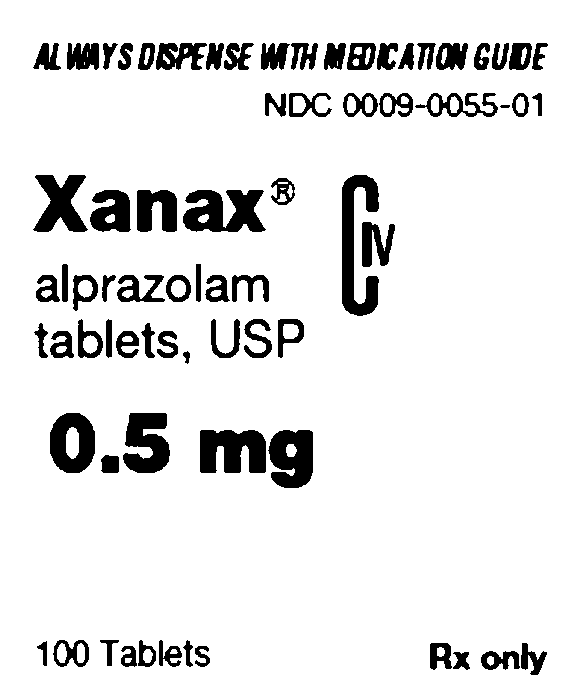 ALWAYS DISPENSE WITH MEDICATION GUIDE
NDC 0009-0055-01
Xanax® CIV
alprazolam
tablets, USP
0.5 mg
100 Tablets Rx only